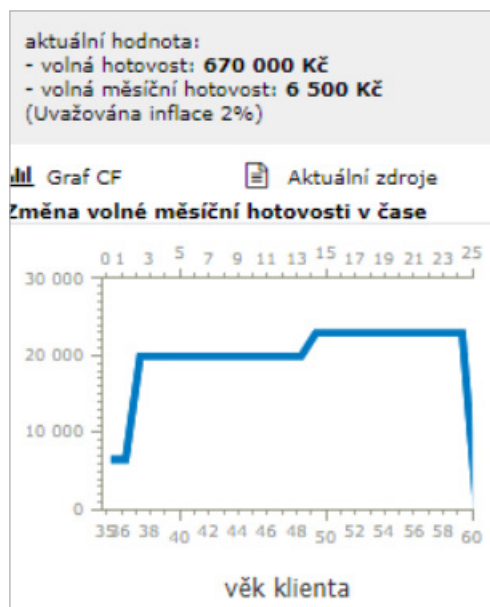 aktuální hodnota:
- volná hotovost: 670 000 Kč
- volná měsíční hotovost: 6 500 Kč
(Uvažována inflace 2%)
Graf CF
Aktuální zdroje
Změna volné měsíční hotovosti v čase
0 1 3 5 7 9 11 13 15 17 19 21 23 25
30 000
20 000
10 000
0
35 36 38 40 42 44 46 48 50 52 54 56 58 60
věk klienta